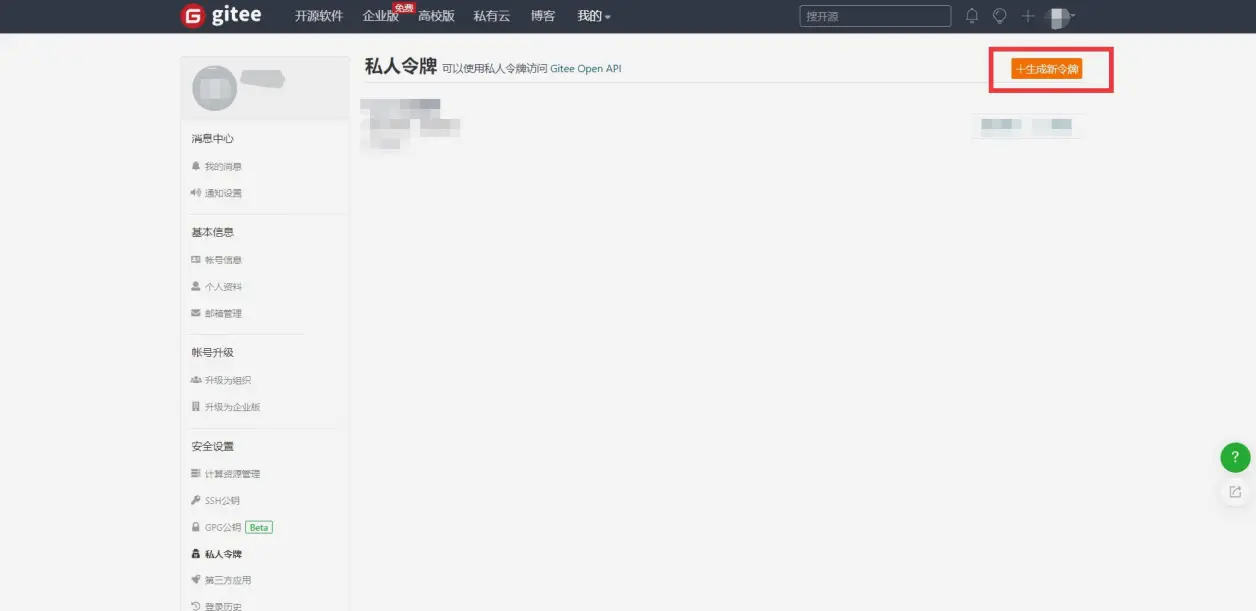 gitee 开源软件 企业版 免费 高校版 私有云 博客 我的 搜开源
私人令牌 可以使用私人令牌访问 Gitee Open API +生成新令牌
消息中心
我的消息
通知设置
基本信息
帐号信息
个人资料
邮箱管理
帐号升级
升级为组织
升级为企业版
安全设置
计算资源管理
SSH公钥
GPG公钥 Beta
私人令牌
第三方应用
登录历史
?